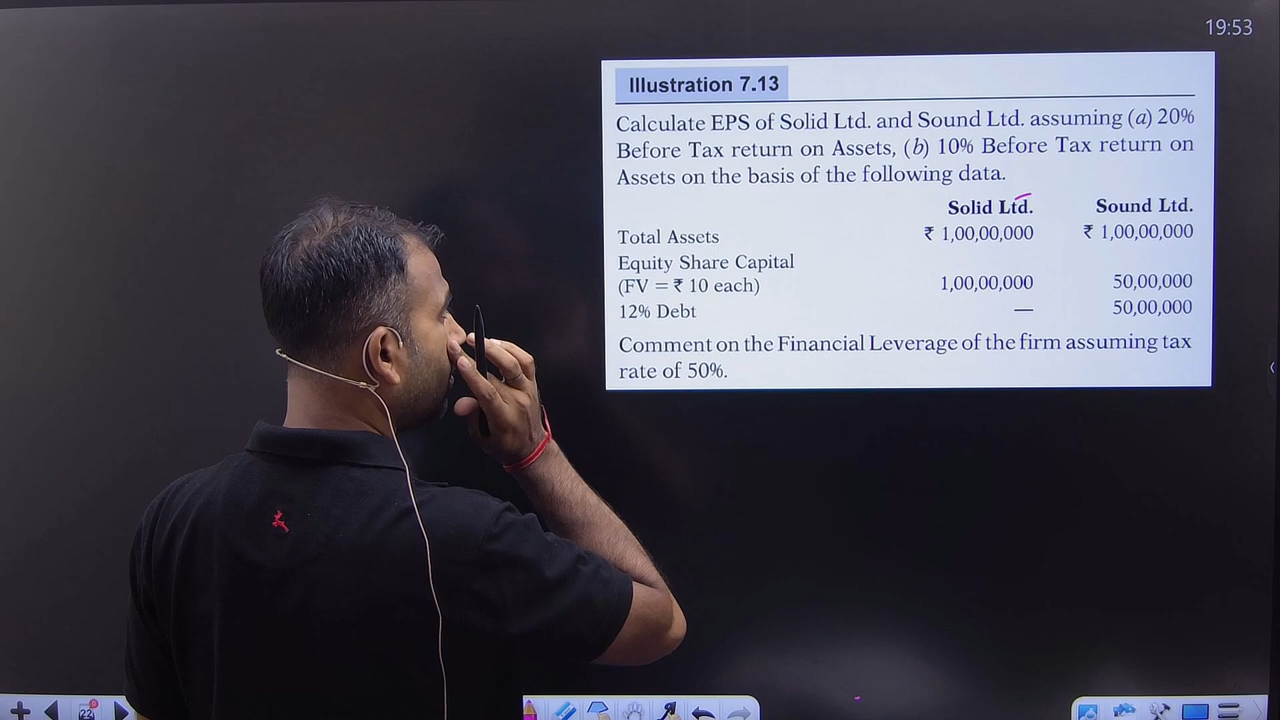 19:53
Illustration 7.13
Calculate EPS of Solid Ltd. and Sound Ltd. assuming (a) 20%
Before Tax return on Assets, (b) 10% Before Tax return on
Assets on the basis of the following data.
Solid Ltd. Sound Ltd.
Total Assets ₹ 1,00,00,000 ₹ 1,00,00,000
Equity Share Capital
(FV = ₹ 10 each) 1,00,00,000 50,00,000
12% Debt — 50,00,000
Comment on the Financial Leverage of the firm assuming tax
rate of 50%.
22